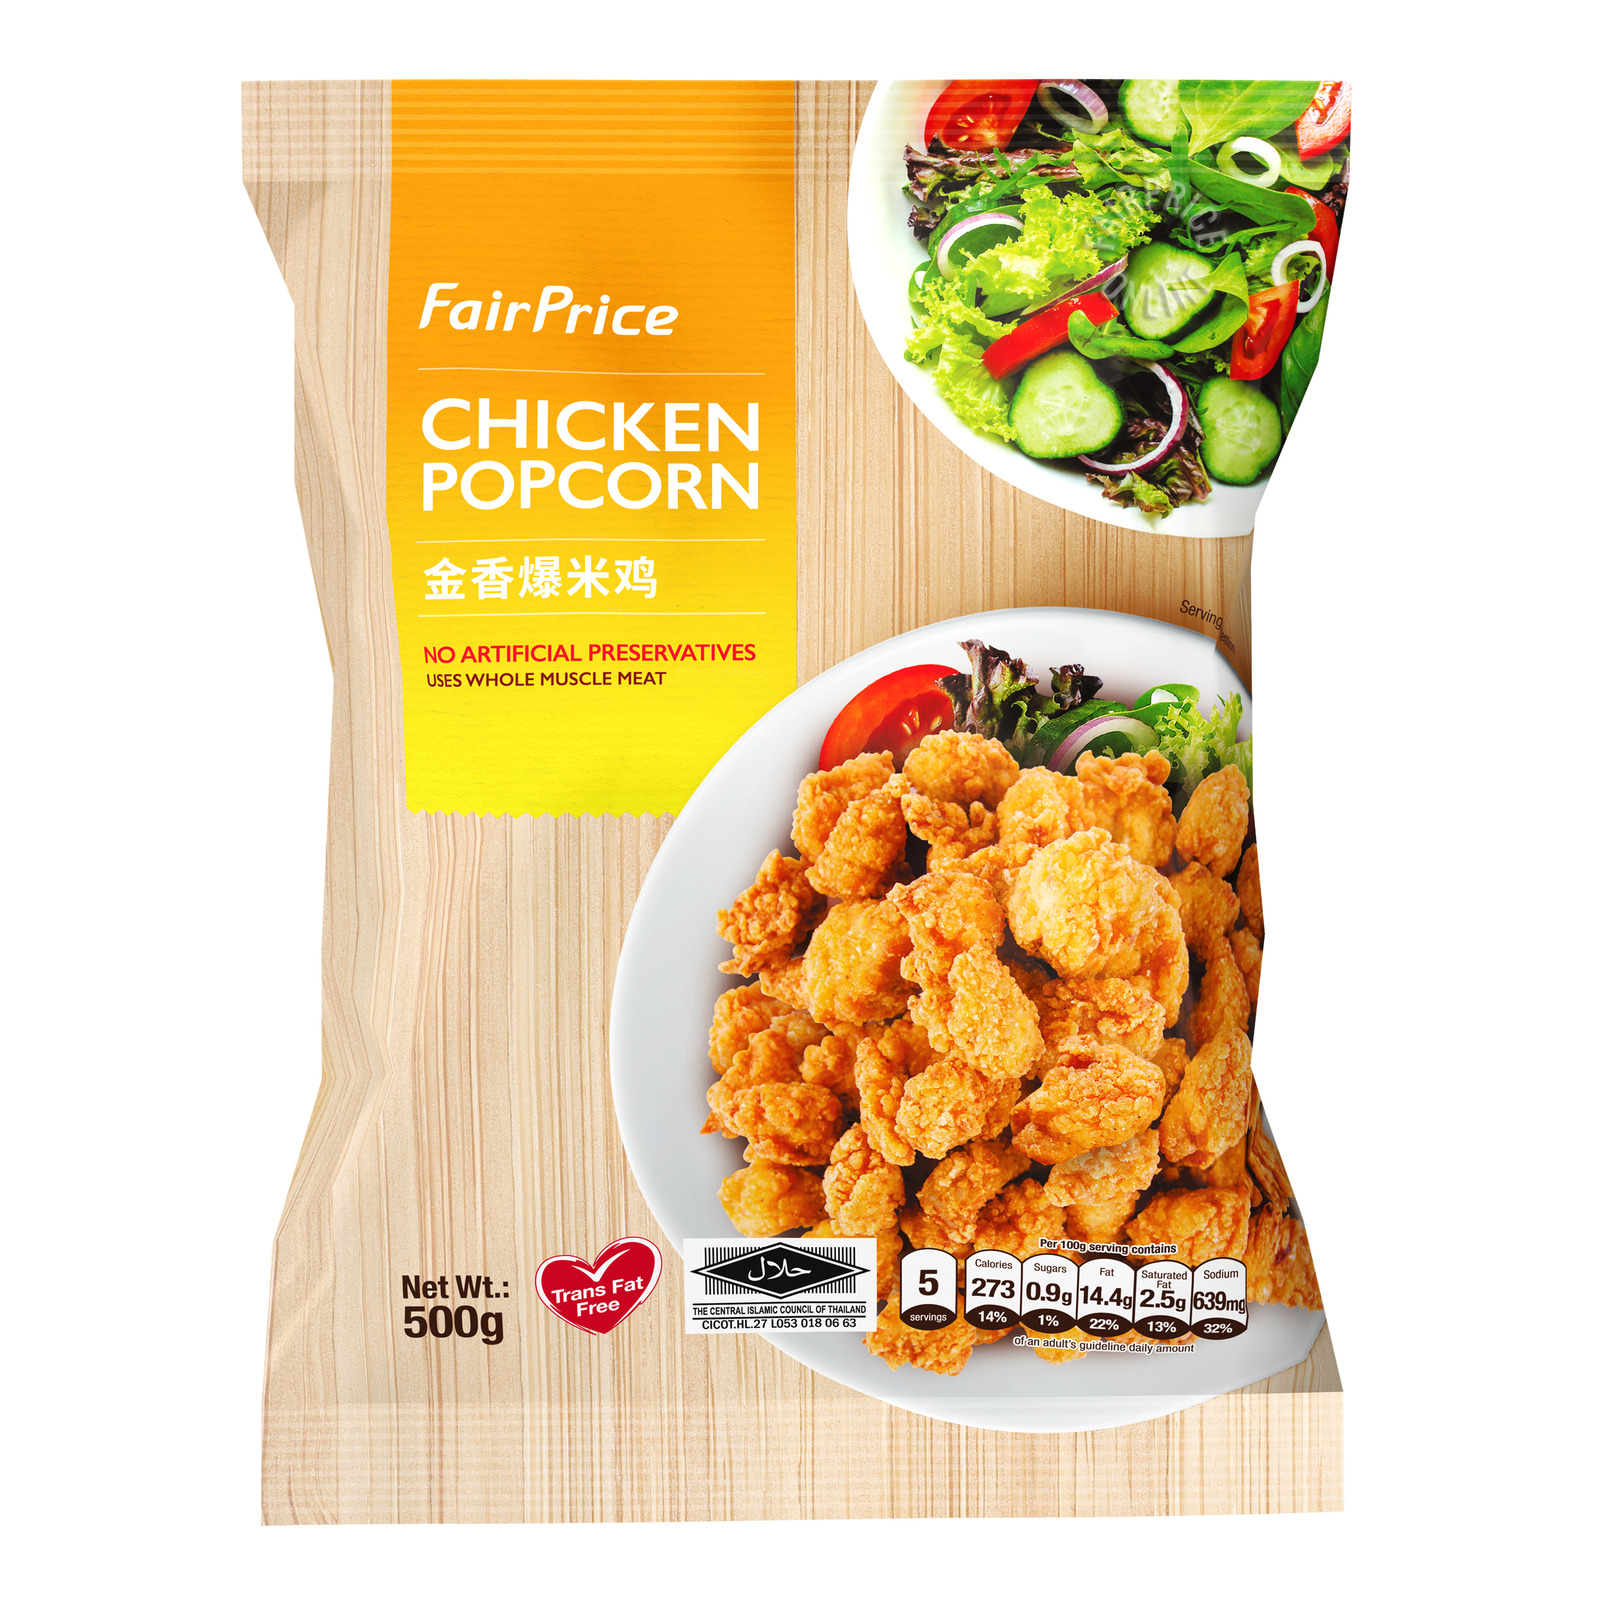 FairPrice
CHICKEN
POPCORN
金香爆米鸡
NO ARTIFICIAL PRESERVATIVES
USES WHOLE MUSCLE MEAT
FAIRPRICE
ONLINE
Serving
Net Wt.:
500g
Trans Fat
Free
حلال
THE CENTRAL ISLAMIC COUNCIL OF THAILAND
CICOT.HL.27 L053 018 06 63
Per 100g serving contains
5
servings
Calories
273
14%
Sugars
0.9g
1%
Fat
14.4g
22%
Saturated
Fat
2.5g
13%
Sodium
639mg
32%
of an adult's guideline daily amount